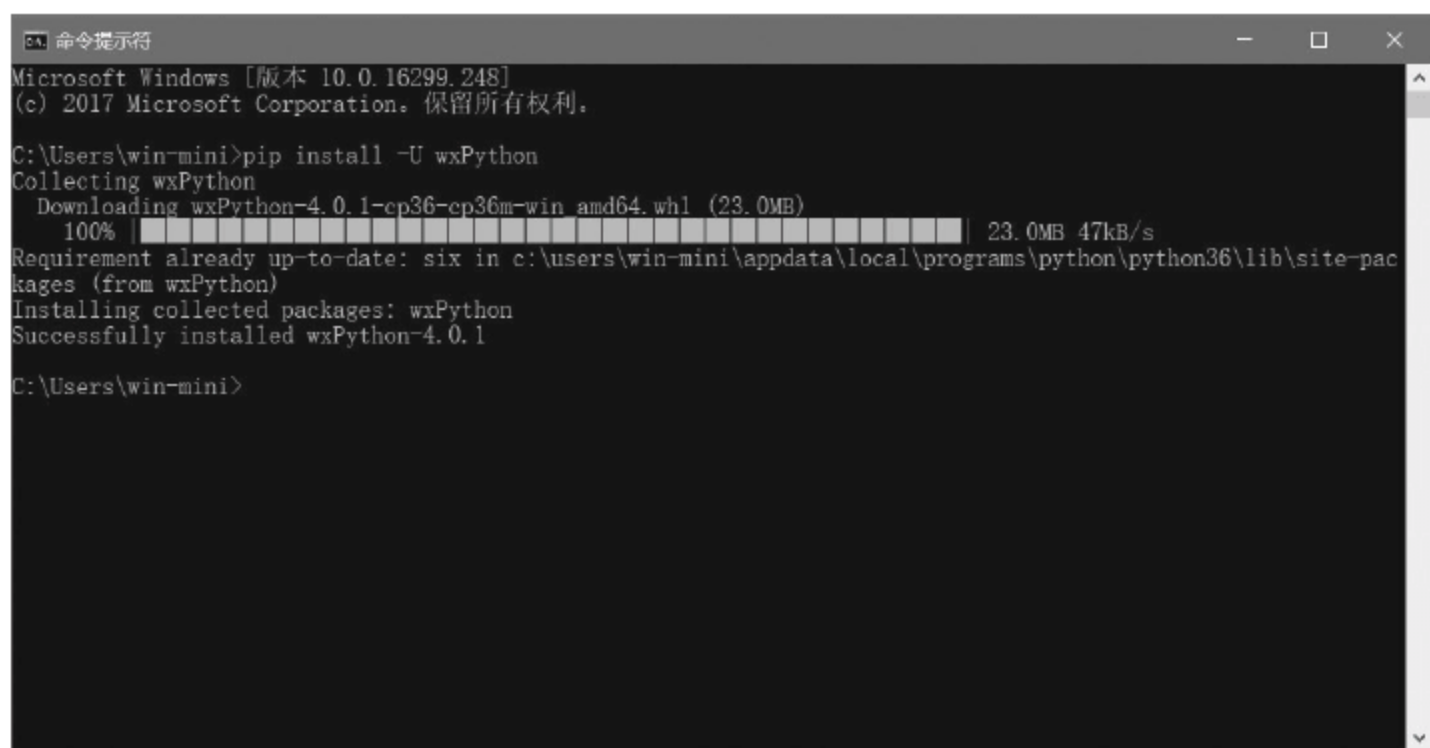 命令提示符
Microsoft Windows [版本 10.0.16299.248]
(c) 2017 Microsoft Corporation。保留所有权利。
C:\Users\win-mini>pip install -U wxPython
Collecting wxPython
Downloading wxPython-4.0.1-cp36-cp36m-win_amd64.whl (23.0MB)
100% |████████████████████████████████| 23.0MB 47kB/s
Requirement already up-to-date: six in c:\users\win-mini\appdata\local\programs\python\python36\lib\site-pac
kages (from wxPython)
Installing collected packages: wxPython
Successfully installed wxPython-4.0.1
C:\Users\win-mini>